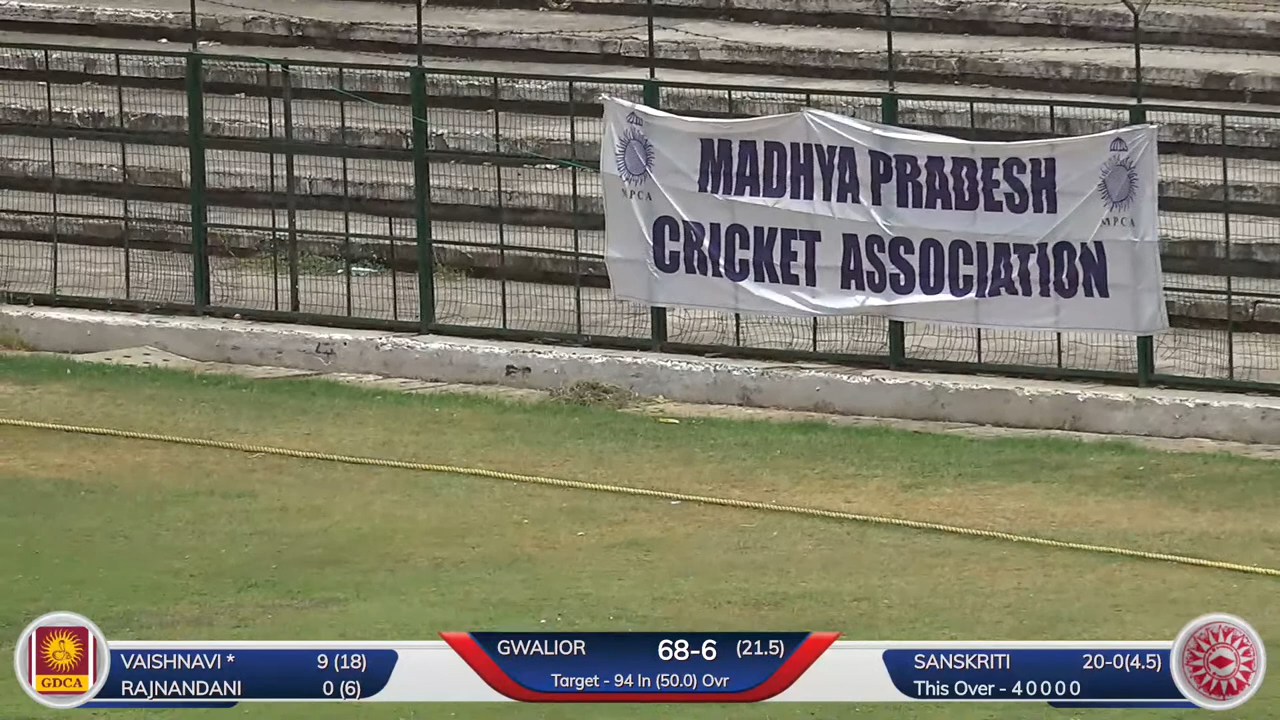 MADHYA PRADESH
CRICKET ASSOCIATION
MPCA
MPCA
GDCA
VAISHNAVI * 9 (18)
RAJNANDANI 0 (6)
GWALIOR 68-6 (21.5)
Target - 94 In (50.0) Ovr
SANSKRITI 20-0(4.5)
This Over - 4 0 0 0 0